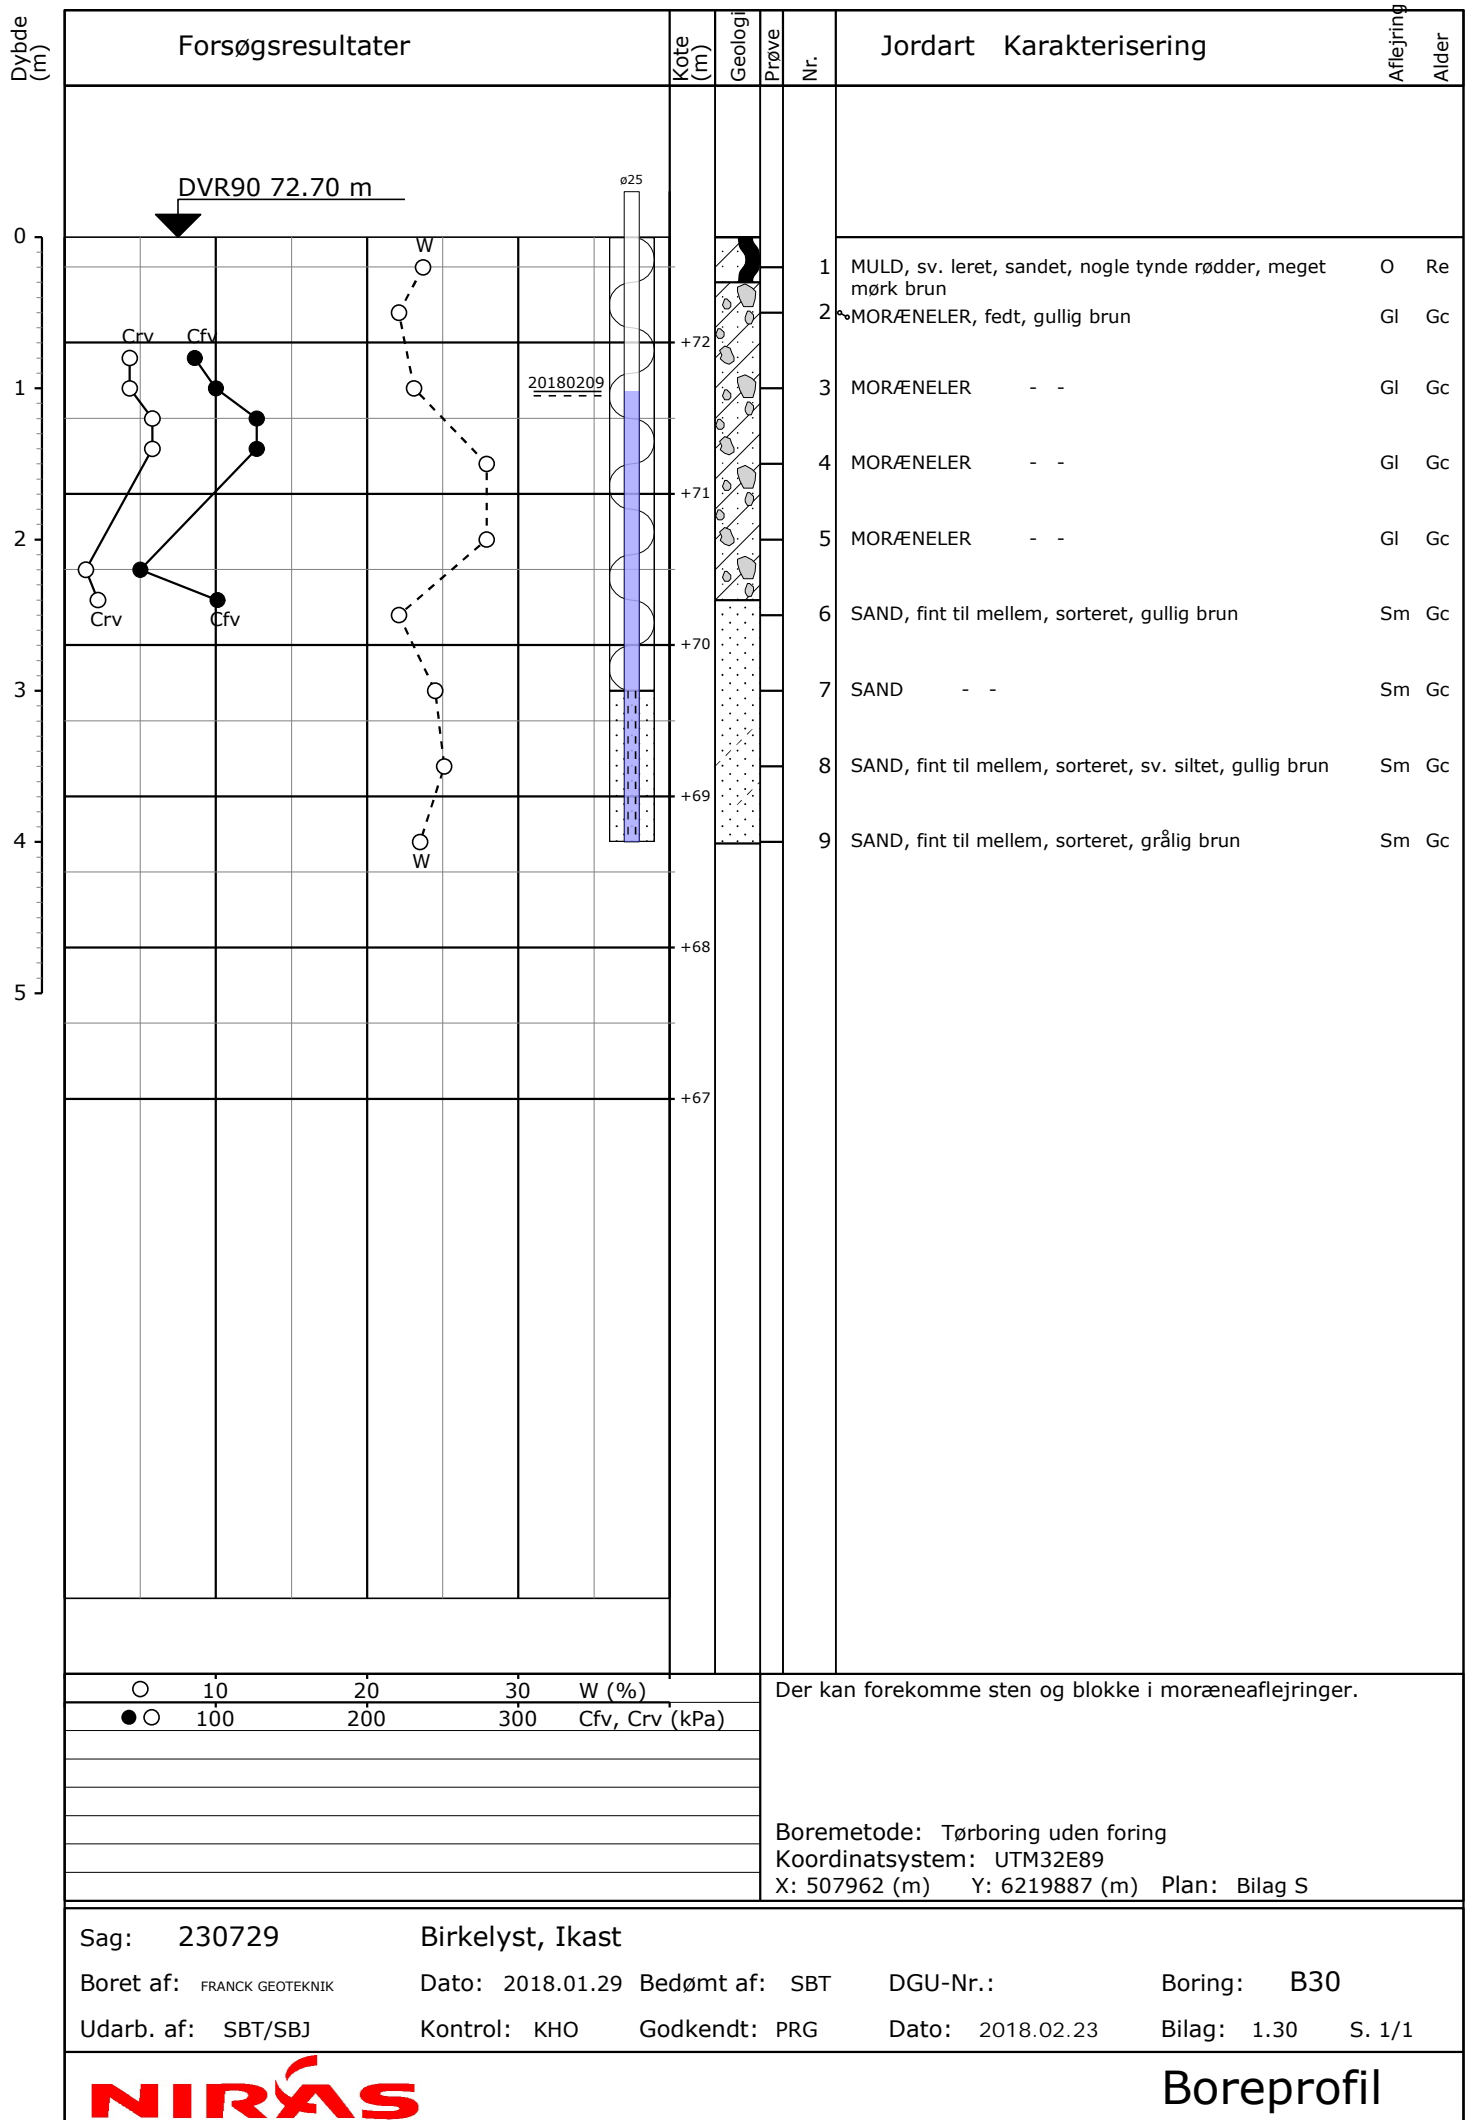 Dybde (m)
Forsøgsresultater
Kote (m)
Geologi
Prøve
Nr.
Jordart Karakterisering
Aflejring
Alder
DVR90 72.70 m
ø25
0
W
1 MULD, sv. leret, sandet, nogle tynde rødder, meget O Re
mørk brun
2 MORÆNELER, fedt, gullig brun Gl Gc
Crv Cfv
+72
20180209
1
3 MORÆNELER - - Gl Gc
4 MORÆNELER - - Gl Gc
+71
2
5 MORÆNELER - - Gl Gc
Crv Cfv
6 SAND, fint til mellem, sorteret, gullig brun Sm Gc
+70
3
7 SAND - - Sm Gc
8 SAND, fint til mellem, sorteret, sv. siltet, gullig brun Sm Gc
+69
4
9 SAND, fint til mellem, sorteret, grålig brun Sm Gc
W
+68
5
+67
10 20 30 W (%)
100 200 300 Cfv, Crv (kPa)
Der kan forekomme sten og blokke i moræneaflejringer.
Boremetode: Tørboring uden foring
Koordinatsystem: UTM32E89
X: 507962 (m) Y: 6219887 (m) Plan: Bilag S
Sag: 230729 Birkelyst, Ikast
Boret af: FRANCK GEOTEKNIK Dato: 2018.01.29 Bedømt af: SBT DGU-Nr.: Boring: B30
Udarb. af: SBT/SBJ Kontrol: KHO Godkendt: PRG Dato: 2018.02.23 Bilag: 1.30 S. 1/1
NIRAS
Boreprofil